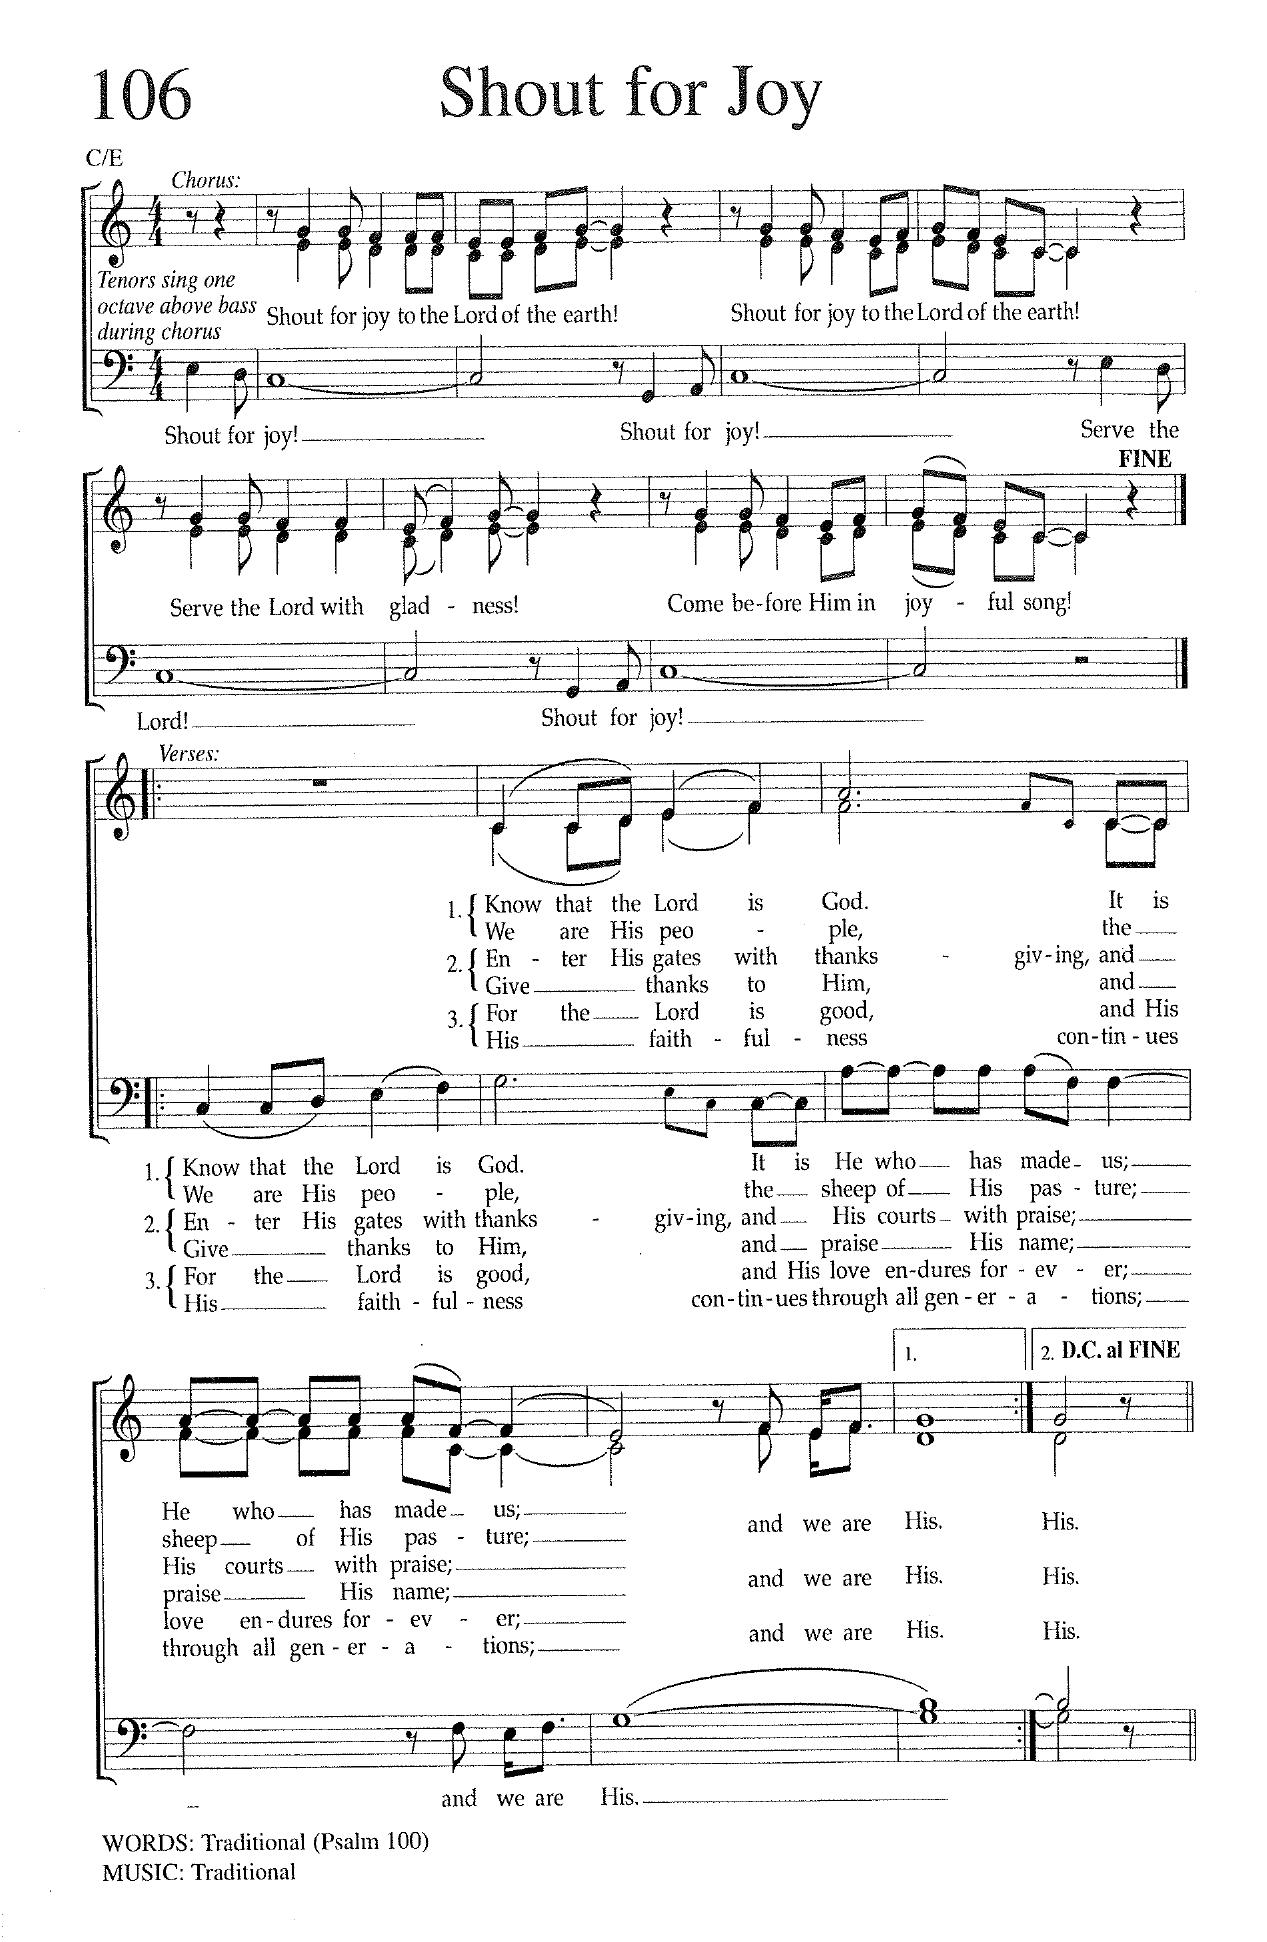 106 Shout for Joy
C/E
Chorus:
Tenors sing one
octave above bass
during chorus
Shout for joy to the Lord of the earth! Shout for joy to the Lord of the earth!
Shout for joy! Shout for joy! Serve the
FINE
Serve the Lord with glad - ness! Come be-fore Him in joy - ful song!
Lord! Shout for joy!
Verses:
1. Know that the Lord is God. It is
We are His peo - ple, the
2. En - ter His gates with thanks - giv-ing, and
Give thanks to Him, and
3. For the Lord is good, and His
His faith - ful - ness con-tin-ues
1. Know that the Lord is God. It is He who has made us;
We are His peo - ple, the sheep of His pas - ture;
2. En - ter His gates with thanks - giv-ing, and His courts with praise;
Give thanks to Him, and praise His name;
3. For the Lord is good, and His love en-dures for - ev - er;
His faith - ful - ness con-tin-ues through all gen-er - a - tions;
1. 2. D.C. al FINE
He who has made us;
sheep of His pas - ture; and we are His. His.
His courts with praise;
praise His name; and we are His. His.
love en-dures for - ev - er;
through all gen - er - a - tions; and we are His. His.
and we are His.
WORDS: Traditional (Psalm 100)
MUSIC: Traditional